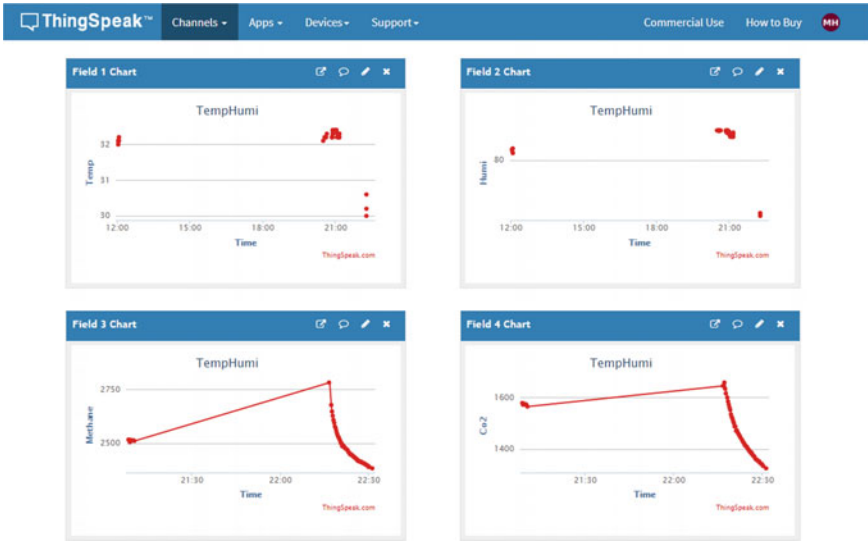 ThingSpeak™ Channels Apps Devices Support Commercial Use How to Buy MH
Field 1 Chart
TempHumi
Temp
32
31
30
12:00 15:00 18:00 21:00
Time
ThingSpeak.com
Field 2 Chart
TempHumi
Humi
80
12:00 15:00 18:00 21:00
Time
ThingSpeak.com
Field 3 Chart
TempHumi
Methane
2750
2500
21:30 22:00 22:30
Time
ThingSpeak.com
Field 4 Chart
TempHumi
Co2
1600
1400
21:30 22:00 22:30
Time
ThingSpeak.com